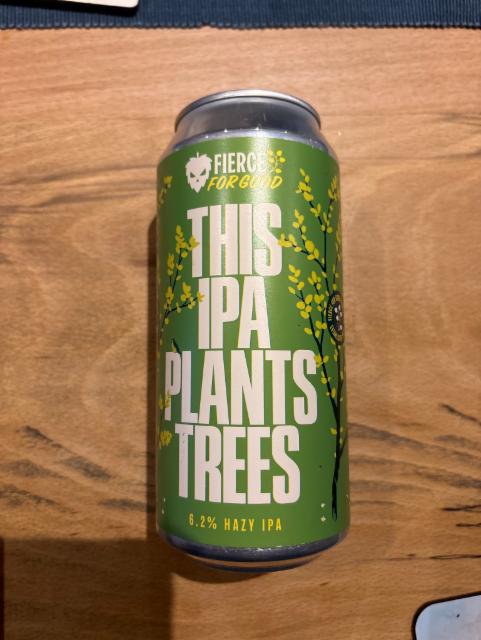 FIERCE
FOR GOOD
THIS
IPA
PLANTS
TREES
6.2% HAZY IPA